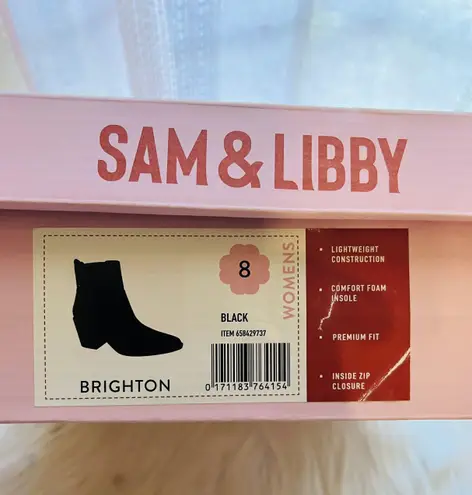 SAM & LIBBY
8
WOMENS
BLACK
ITEM 658429737
BRIGHTON
0 171183 764154
• LIGHTWEIGHT
CONSTRUCTION
• COMFORT FOAM
INSOLE
• PREMIUM FIT
• INSIDE ZIP
CLOSURE